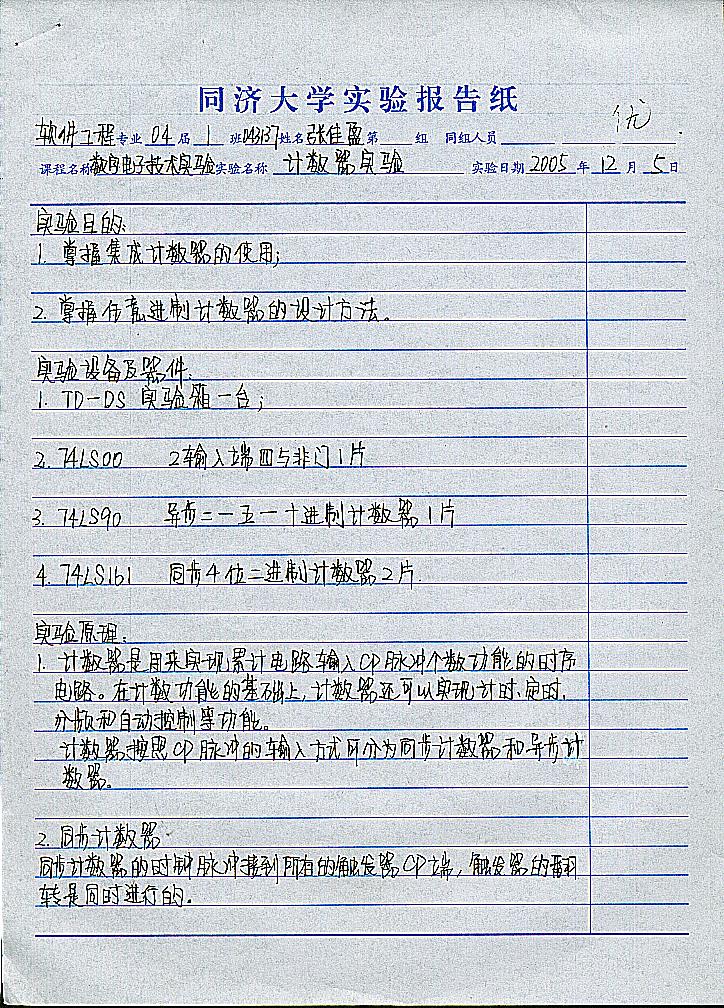 同济大学实验报告纸
优
软件工程专业 04 届 1 班043137姓名张佳盈第 组 同组人员
课程名称数字电子技术实验实验名称 计数器实验 实验日期2005年12月5日
实验目的:
1. 掌握集成计数器的使用;
2. 掌握任意进制计数器的设计方法。
实验设备及器件:
1. TD-DS 实验箱一台;
2. 74LS00 2输入端四与非门1片
3. 74LS90 异步二一五一十进制计数器1片
4. 74LS161 同步4位二进制计数器2片.
实验原理:
1. 计数器是用来实现累计电路输入CP脉冲个数功能的时序
电路。在计数功能的基础上,计数器还可以实现计时、定时、
分频和自动控制等功能。
计数器按照CP脉冲的输入方式可分为同步计数器和异步计
数器。
2. 同步计数器
同步计数器的时钟脉冲接到所有的触发器CP端,触发器的翻
转是同时进行的。